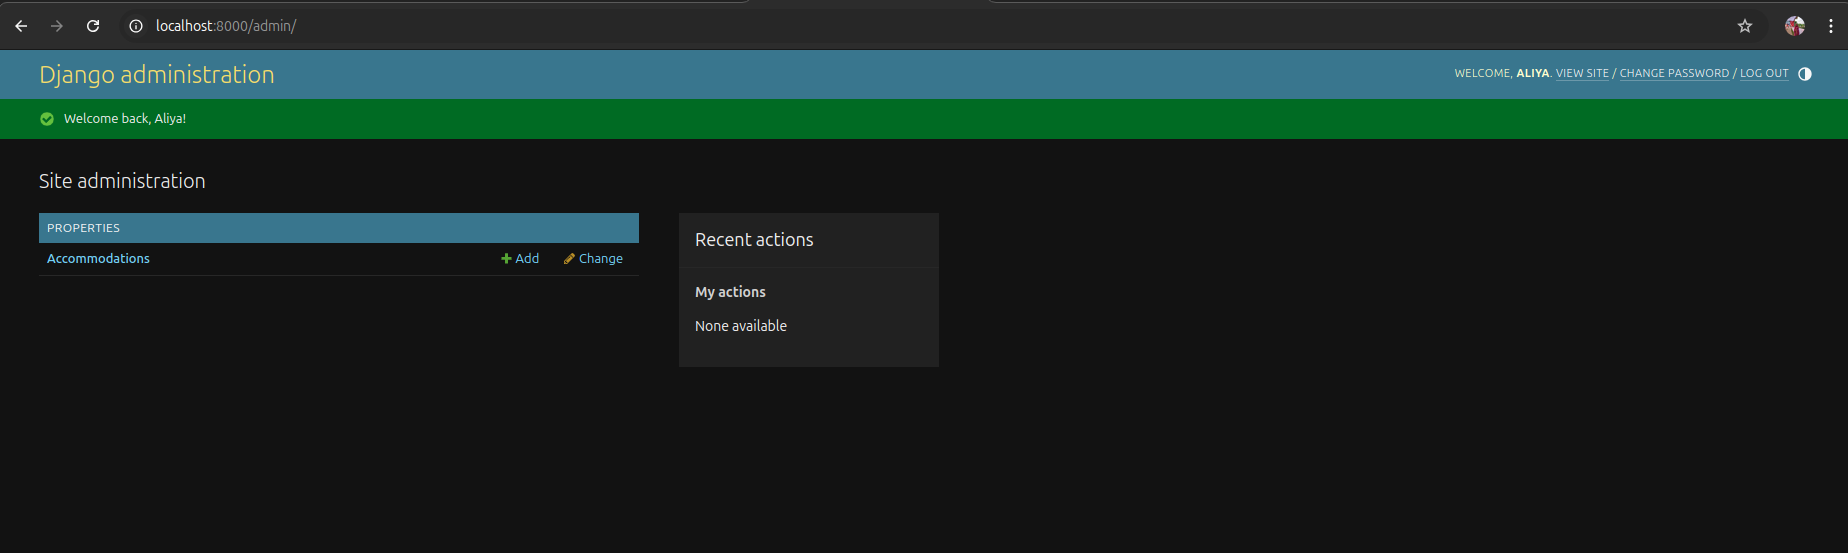 localhost:8000/admin/
Django administration
WELCOME, ALIYA. VIEW SITE / CHANGE PASSWORD / LOG OUT
Welcome back, Aliya!
Site administration
PROPERTIES
Accommodations Add Change
Recent actions
My actions
None available